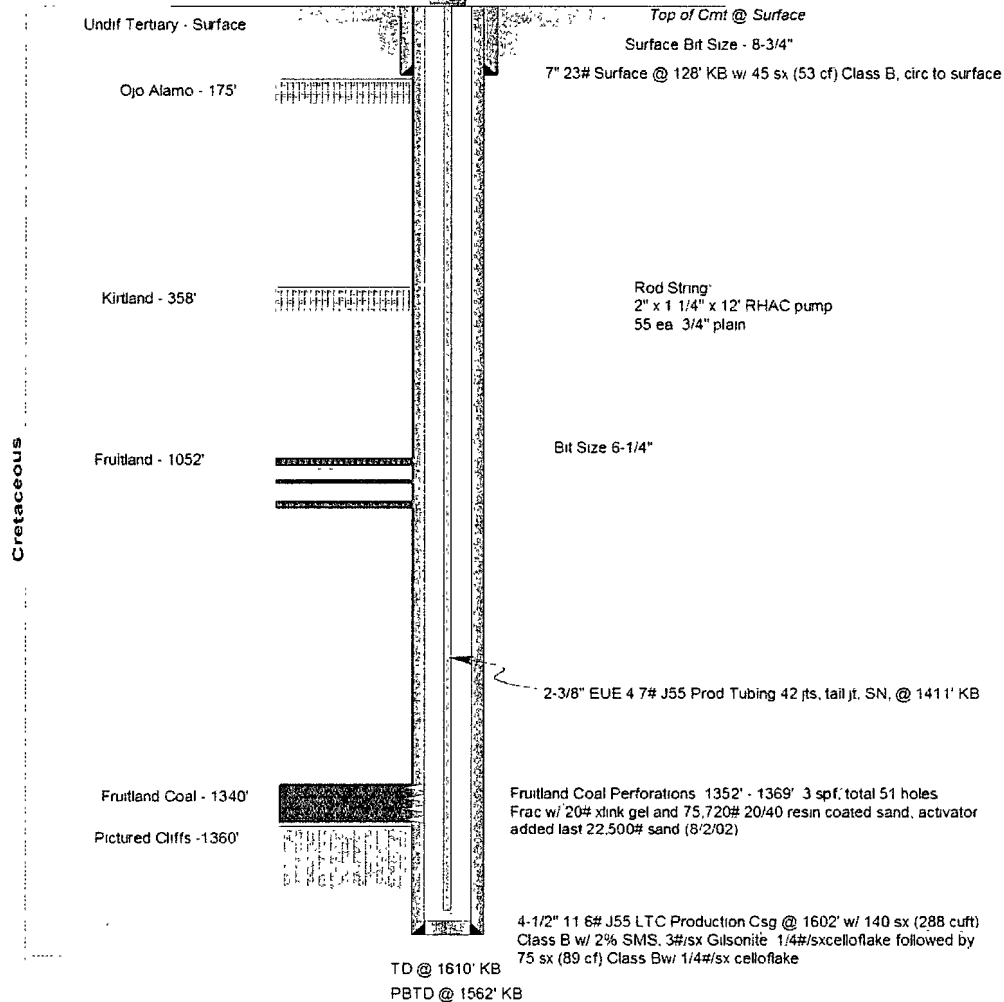 Undif Tertiary - Surface
Top of Cmt @ Surface
Surface Bit Size - 8-3/4"
7" 23# Surface @ 128' KB w/ 45 sx (53 cf) Class B, circ to surface
Ojo Alamo - 175'
Kirtland - 358'
Rod String
2" x 1 1/4" x 12' RHAC pump
55 ea 3/4" plain
Cretaceous
Fruitland - 1052'
Bit Size 6-1/4"
2-3/8" EUE 4 7# J55 Prod Tubing 42 jts, tail jt, SN, @ 1411' KB
Fruitland Coal - 1340'
Fruitland Coal Perforations 1352' - 1369' 3 spf, total 51 holes
Frac w/ 20# xlink gel and 75,720# 20/40 resin coated sand, activator
added last 22,500# sand (8/2/02)
Pictured Cliffs -1360'
4-1/2" 11 6# J55 LTC Production Csg @ 1602' w/ 140 sx (288 cuft)
Class B w/ 2% SMS, 3#/sx Gilsonite 1/4#/sxcelloflake followed by
75 sx (89 cf) Class Bw/ 1/4#/sx celloflake
TD @ 1610' KB
PBTD @ 1562' KB